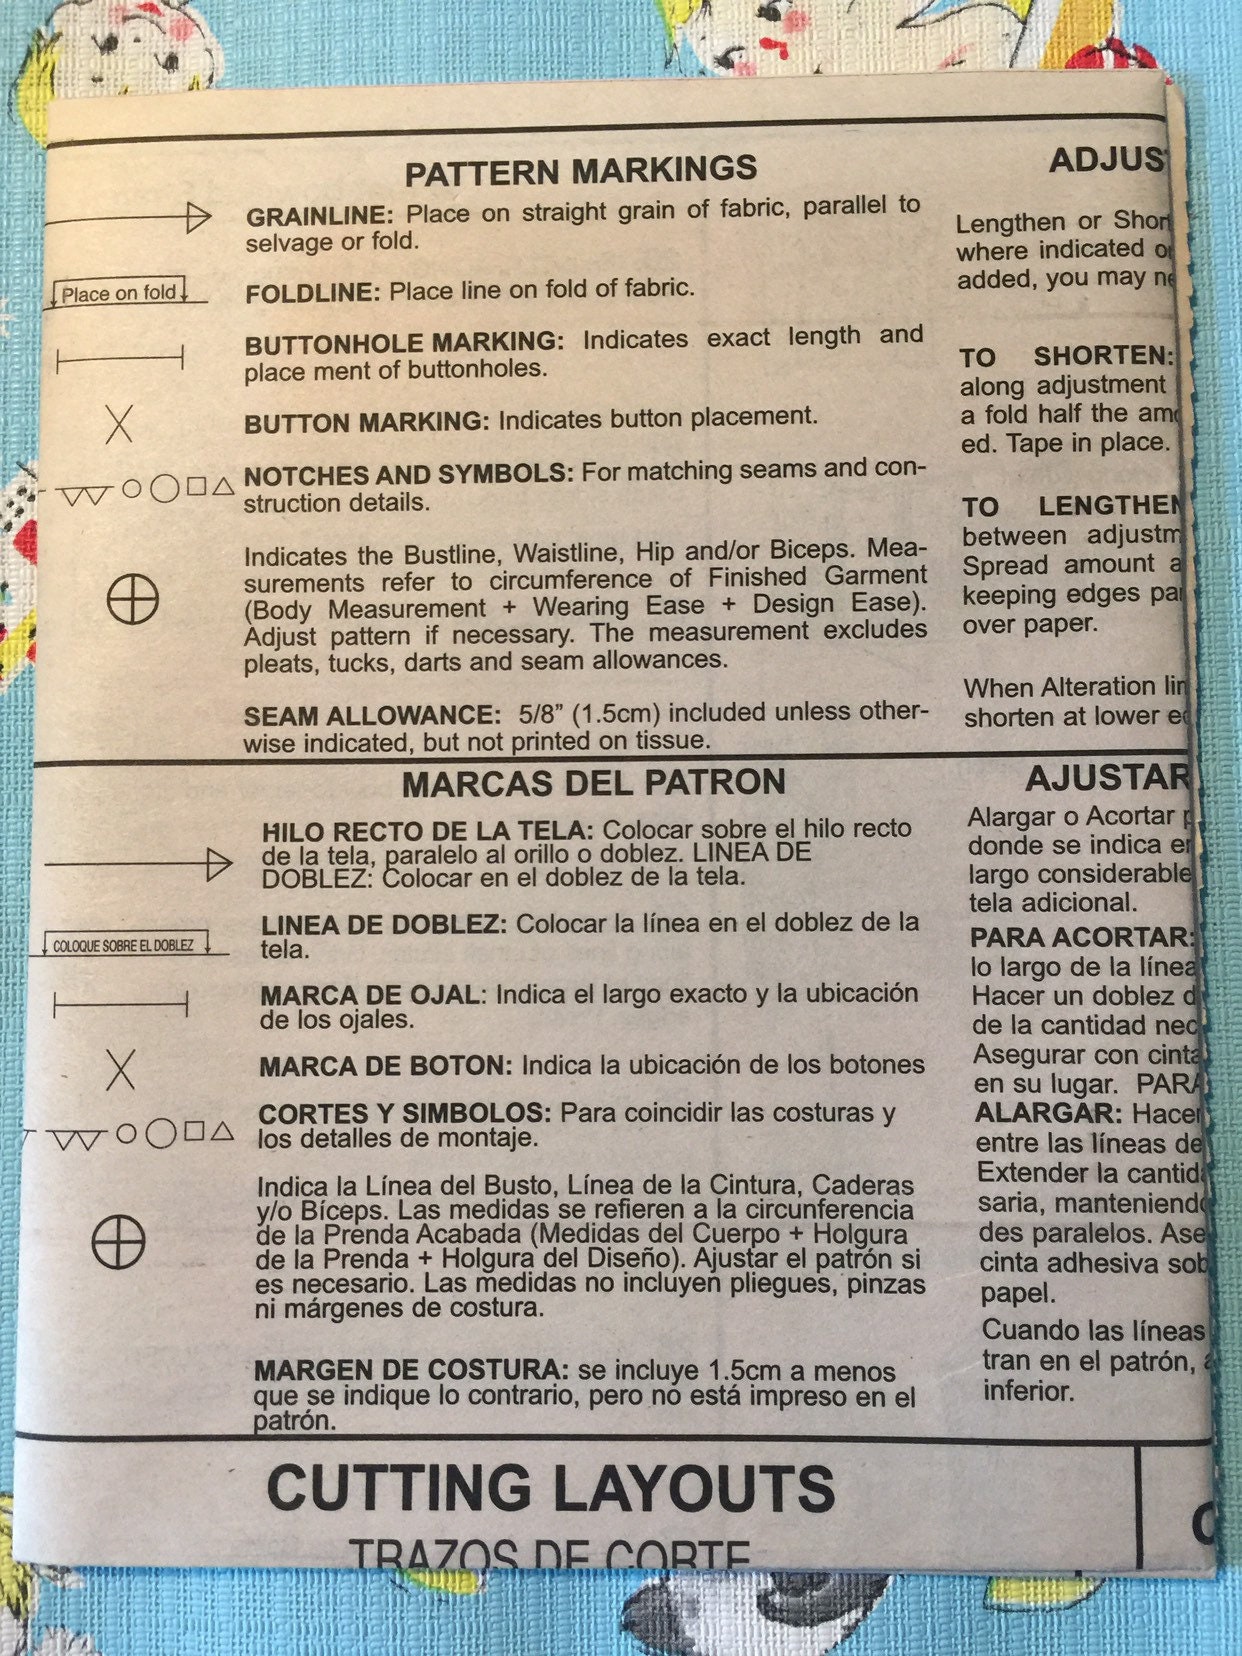 PATTERN MARKINGS
GRAINLINE: Place on straight grain of fabric, parallel to
selvage or fold.
Place on fold
FOLDLINE: Place line on fold of fabric.
BUTTONHOLE MARKING: Indicates exact length and
place ment of buttonholes.
BUTTON MARKING: Indicates button placement.
NOTCHES AND SYMBOLS: For matching seams and con-
struction details.
Indicates the Bustline, Waistline, Hip and/or Biceps. Mea-
surements refer to circumference of Finished Garment
(Body Measurement + Wearing Ease + Design Ease).
Adjust pattern if necessary. The measurement excludes
pleats, tucks, darts and seam allowances.
SEAM ALLOWANCE: 5/8” (1.5cm) included unless other-
wise indicated, but not printed on tissue.
ADJUS
Lengthen or Shor
where indicated
added, you may
TO SHORTEN:
along adjustment
a fold half the
ed. Tape in place.
TO LENGTHEN
between adjustm
Spread amount
keeping edges
over paper.
When Alteration
shorten at lower
MARCAS DEL PATRON
HILO RECTO DE LA TELA: Colocar sobre el hilo recto
de la tela, paralelo al orillo o doblez. LINEA DE
DOBLEZ: Colocar en el doblez de la tela.
COLOQUE SOBRE EL DOBLEZ
LINEA DE DOBLEZ: Colocar la línea en el doblez de la
tela.
MARCA DE OJAL: Indica el largo exacto y la ubicación
de los ojales.
MARCA DE BOTON: Indica la ubicación de los botones
CORTES Y SIMBOLOS: Para coincidir las costuras y
los detalles de montaje.
Indica la Línea del Busto, Línea de la Cintura, Caderas
y/o Bíceps. Las medidas se refieren a la circunferencia
de la Prenda Acabada (Medidas del Cuerpo + Holgura
de la Prenda + Holgura del Diseño). Ajustar el patrón si
es necesario. Las medidas no incluyen pliegues, pinzas
ni márgenes de costura.
MARGEN DE COSTURA: se incluye 1.5cm a menos
que se indique lo contrario, pero no está impreso en el
patrón.
AJUSTAR
Alargar o Acortar
donde se indica
largo considerable
tela adicional.
PARA ACORTAR:
lo largo de la línea
Hacer un doblez
de la cantidad nec
Asegurar con cinta
en su lugar. PARA
ALARGAR: Hacer
entre las líneas de
Extender la cantid
saria, manteniend
des paralelos. Ase
cinta adhesiva sob
papel.
Cuando las líneas
tran en el patrón,
inferior.
CUTTING LAYOUTS
TRAZOS DE CORTE